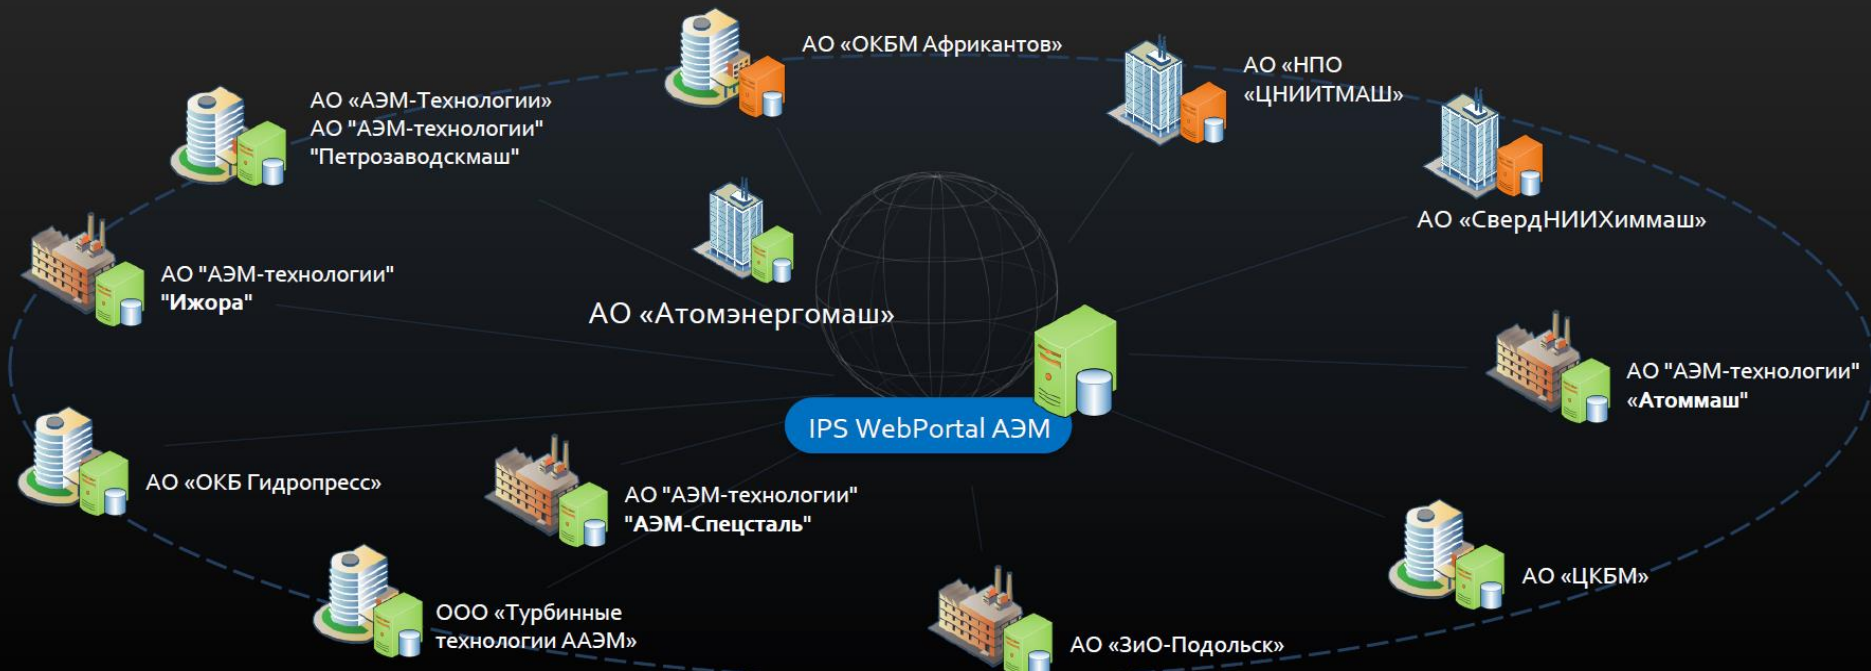 АО «ОКБМ Африкантов»
АО «НПО
«ЦНИИТМАШ»
АО «АЭМ-Технологии»
АО "АЭМ-технологии"
"Петрозаводскмаш"
АО «СвердНИИХиммаш»
АО "АЭМ-технологии"
"Ижора"
АО «Атомэнергомаш»
АО "АЭМ-технологии"
«Атоммаш"
IPS WebPortal АЭМ
АО «ОКБ Гидропресс»
АО "АЭМ-технологии"
"АЭМ-Спецсталь"
АО «ЦКБМ»
ООО «Турбинные
технологии ААЭМ»
АО «ЗиО-Подольск»